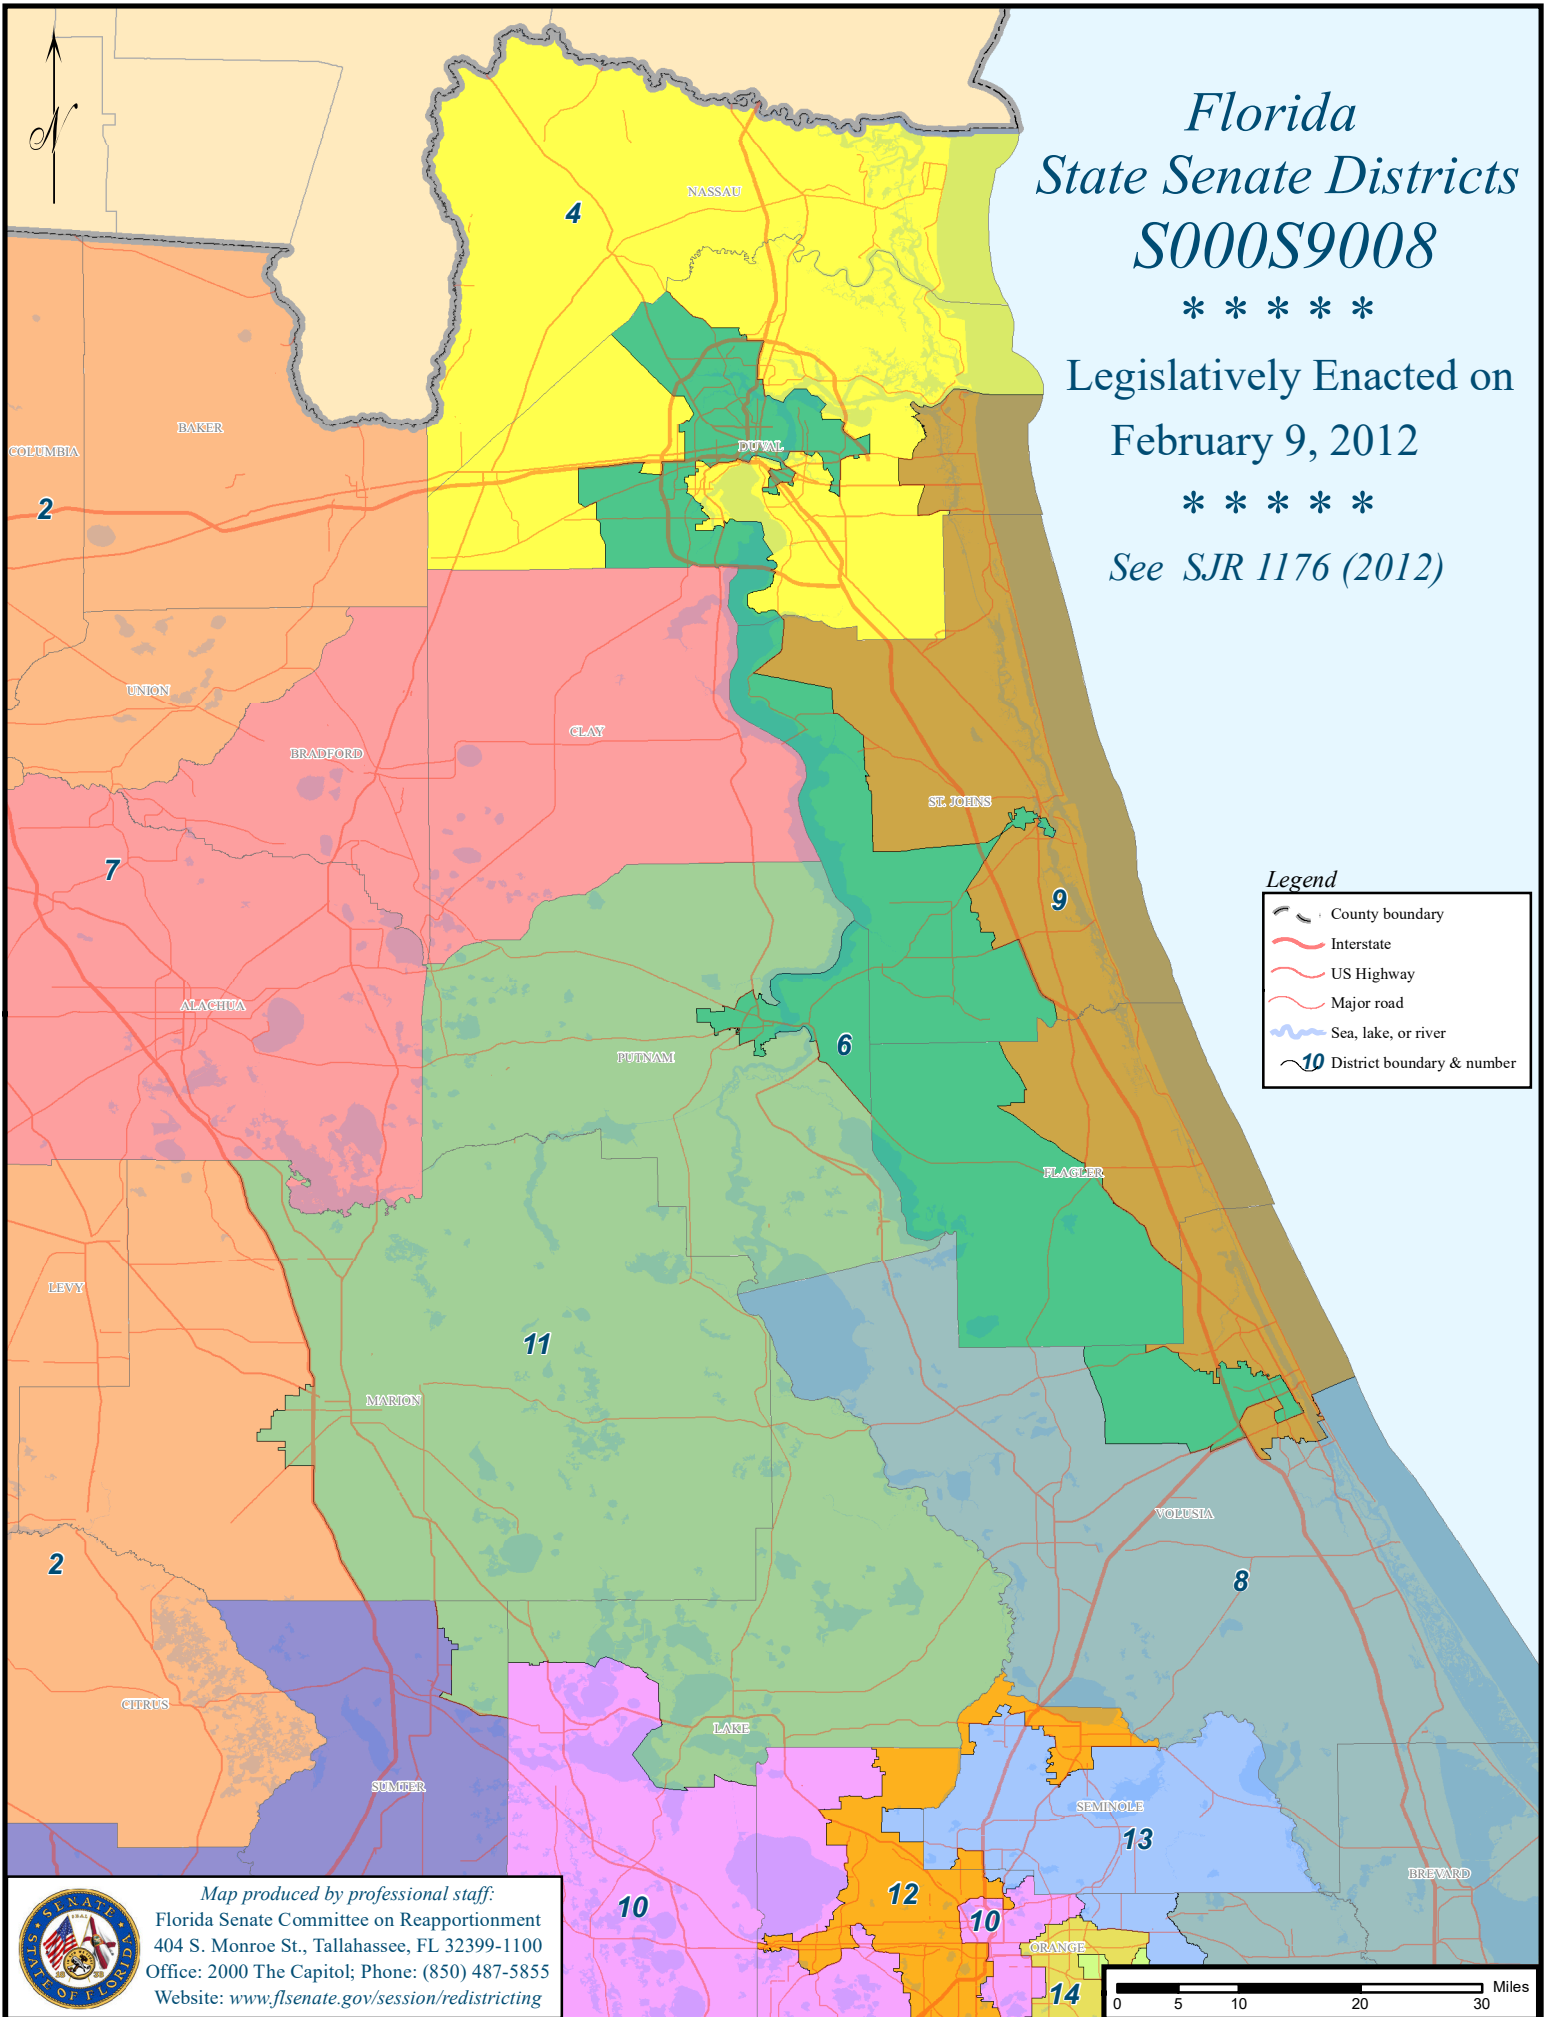 Florida
State Senate Districts
S000S9008
* * * * *
Legislatively Enacted on
February 9, 2012
* * * * *
See SJR 1176 (2012)
N
4
NASSAU
BAKER
COLUMBIA
DUVAL
2
UNION
CLAY
BRADFORD
ST. JOHNS
7
9
Legend
County boundary
Interstate
US Highway
Major road
Sea, lake, or river
10 District boundary & number
ALACHUA
6
PUTNAM
FLAGLER
LEVY
11
MARION
VOLUSIA
2
8
CITRUS
LAKE
SUMTER
SEMINOLE
13
BREVARD
10
12
10
ORANGE
14
SENATE
STATE OF FLORIDA
Map produced by professional staff:
Florida Senate Committee on Reapportionment
404 S. Monroe St., Tallahassee, FL 32399-1100
Office: 2000 The Capitol; Phone: (850) 487-5855
Website: www.flsenate.gov/session/redistricting
Miles
0 5 10 20 30